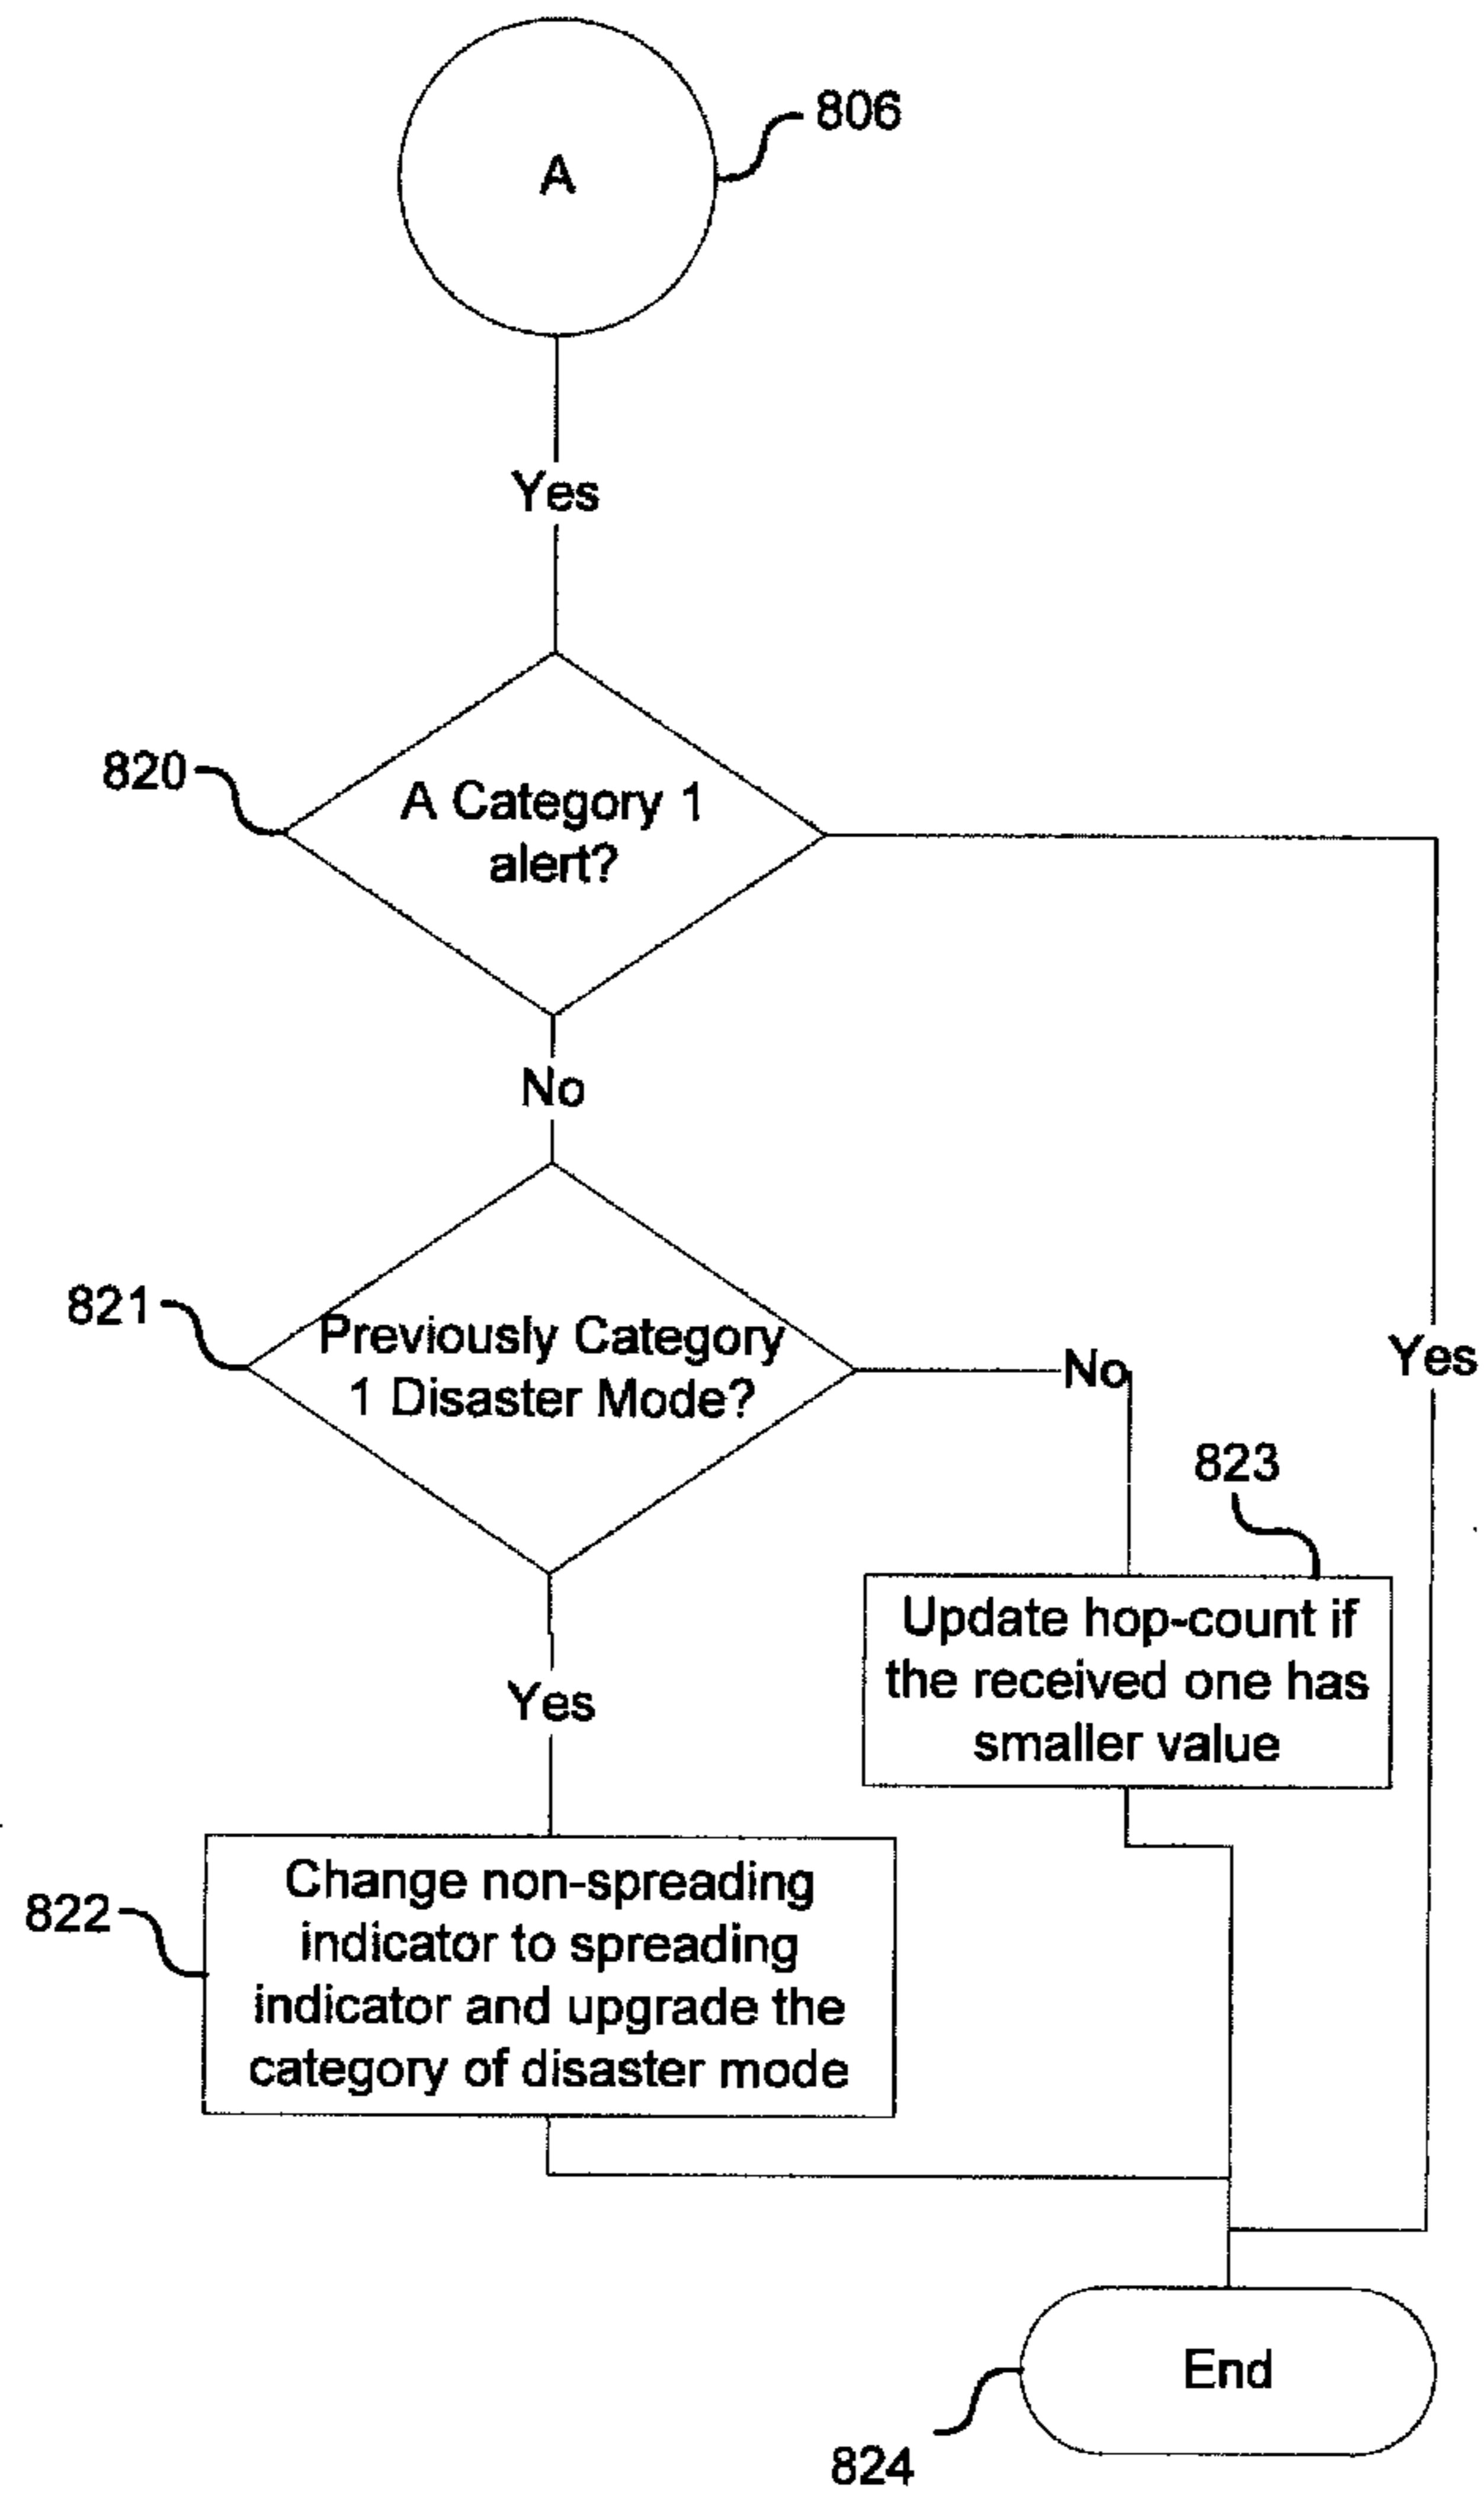 806
A
Yes
820
A Category 1
alert?
No
821
Previously Category
1 Disaster Mode?
No
Yes
823
Update hop-count if
the received one has
smaller value
Yes
822
Change non-spreading
indicator to spreading
indicator and upgrade the
category of disaster mode
End
824